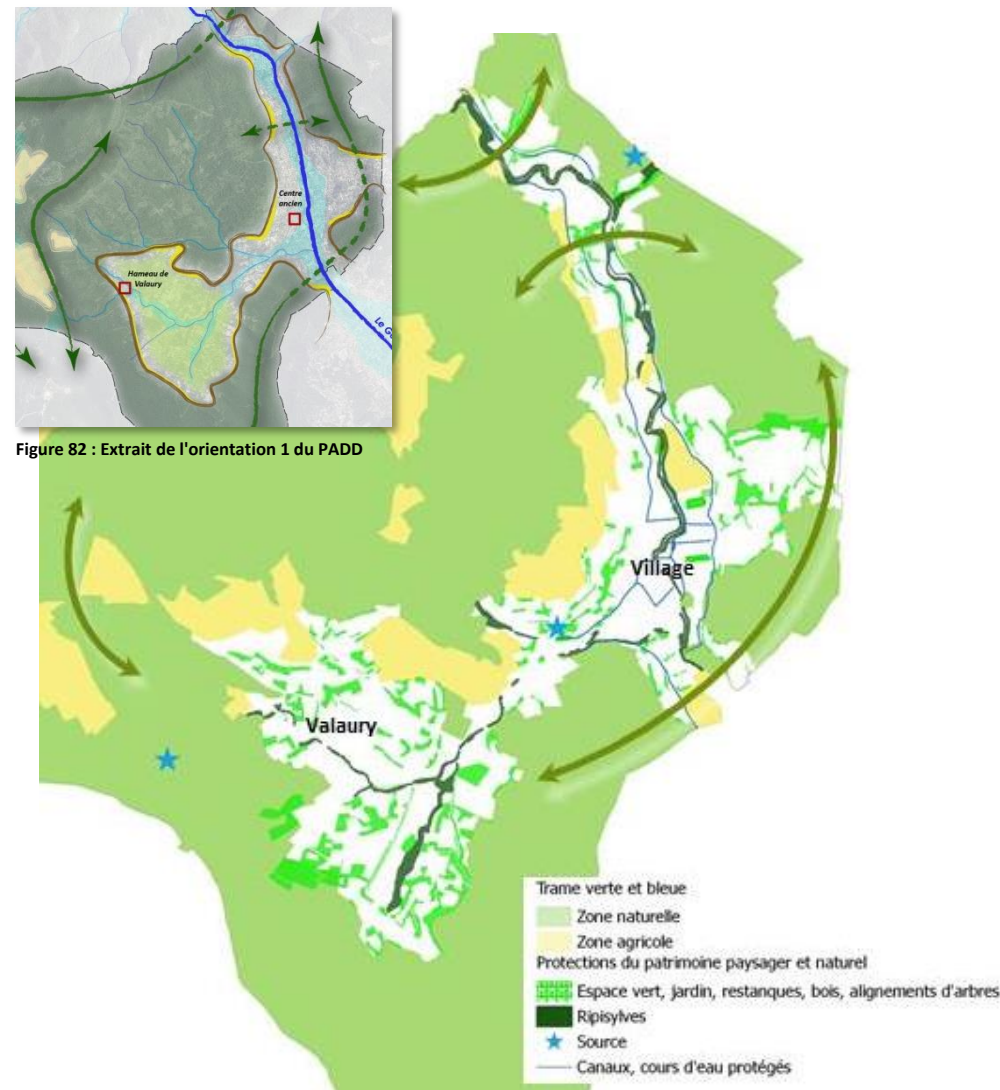 Centre
ancien
Hameau de
Valaury
Le G
Figure 82 : Extrait de l'orientation 1 du PADD
Village
Valaury
Trame verte et bleue
Zone naturelle
Zone agricole
Protections du patrimoine paysager et naturel
Espace vert, jardin, restanques, bois, alignements d'arbres
Ripisylves
Source
Canaux, cours d'eau protégés